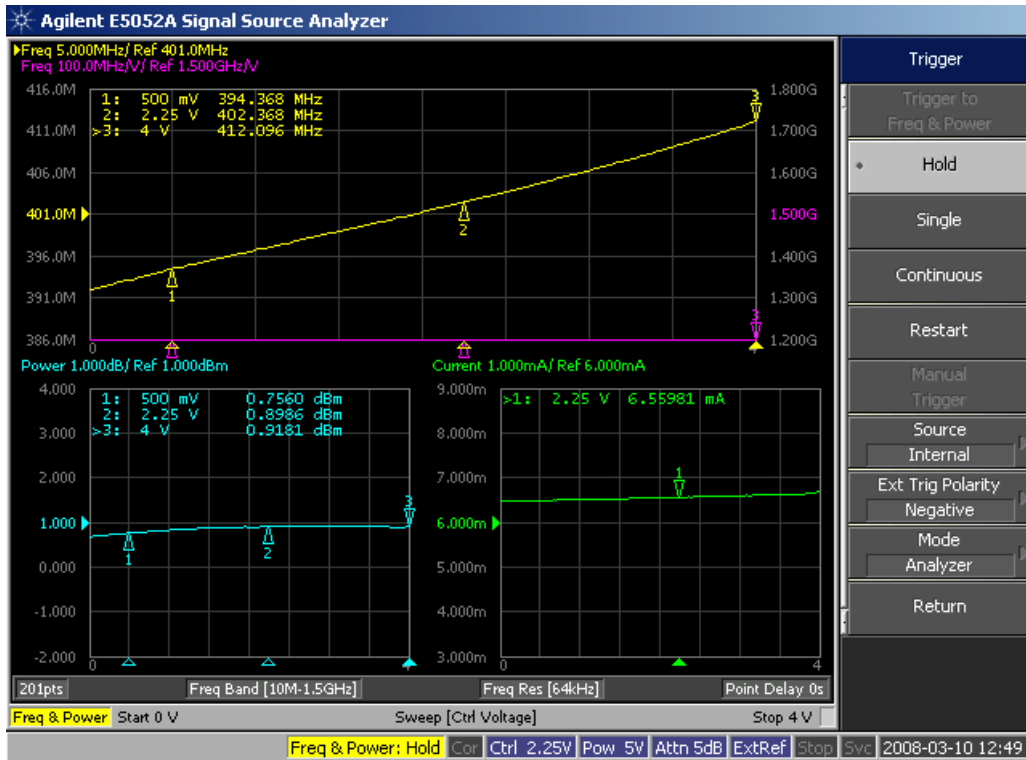 Agilent E5052A Signal Source Analyzer
Freq 5.000MHz/ Ref 401.0MHz
Freq 100.0MHz/V/ Ref 1.500GHz/V
416.0M
411.0M
406.0M
401.0M
396.0M
391.0M
386.0M
1: 500 mV 394.368 MHz
2: 2.25 V 402.368 MHz
>3: 4 V 412.096 MHz
3
2
1
3
0
1.800G
1.700G
1.600G
1.500G
1.400G
1.300G
1.200G
Power 1.000dB/ Ref 1.000dBm
4.000
3.000
2.000
1.000
0.000
-1.000
-2.000
1: 500 mV 0.7560 dBm
2: 2.25 V 0.8986 dBm
>3: 4 V 0.9181 dBm
3
1
2
0
Current 1.000mA/ Ref 6.000mA
9.000m
8.000m
7.000m
6.000m
5.000m
4.000m
3.000m
>1: 2.25 V 6.55981 mA
1
0
4
201pts
Freq Band [10M-1.5GHz]
Freq Res [64kHz]
Point Delay 0s
Freq & Power Start 0 V
Sweep [Ctrl Voltage]
Stop 4 V
Trigger
Trigger to
Freq & Power
Hold
Single
Continuous
Restart
Manual
Trigger
Source
Internal
Ext Trig Polarity
Negative
Mode
Analyzer
Return
Freq & Power: Hold Cor Ctrl 2.25V Pow 5V Attn 5dB ExtRef Stop Svc 2008-03-10 12:49